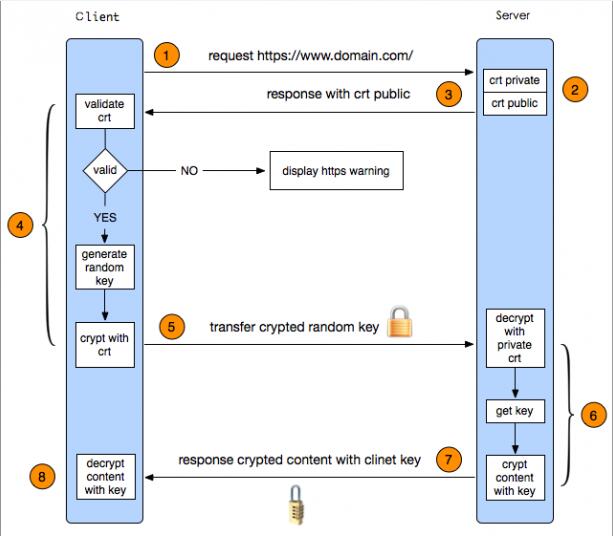 Client
Server
1
request https://www.domain.com/
crt private
2
response with crt public
3
crt public
validate
crt
valid
NO
display https warning
4
YES
generate
random
key
crypt with
crt
5
transfer crypted random key
decrypt
with
private
crt
get key
6
response crypted content with clinet key
7
crypt
content
with key
8
decrypt
content
with key